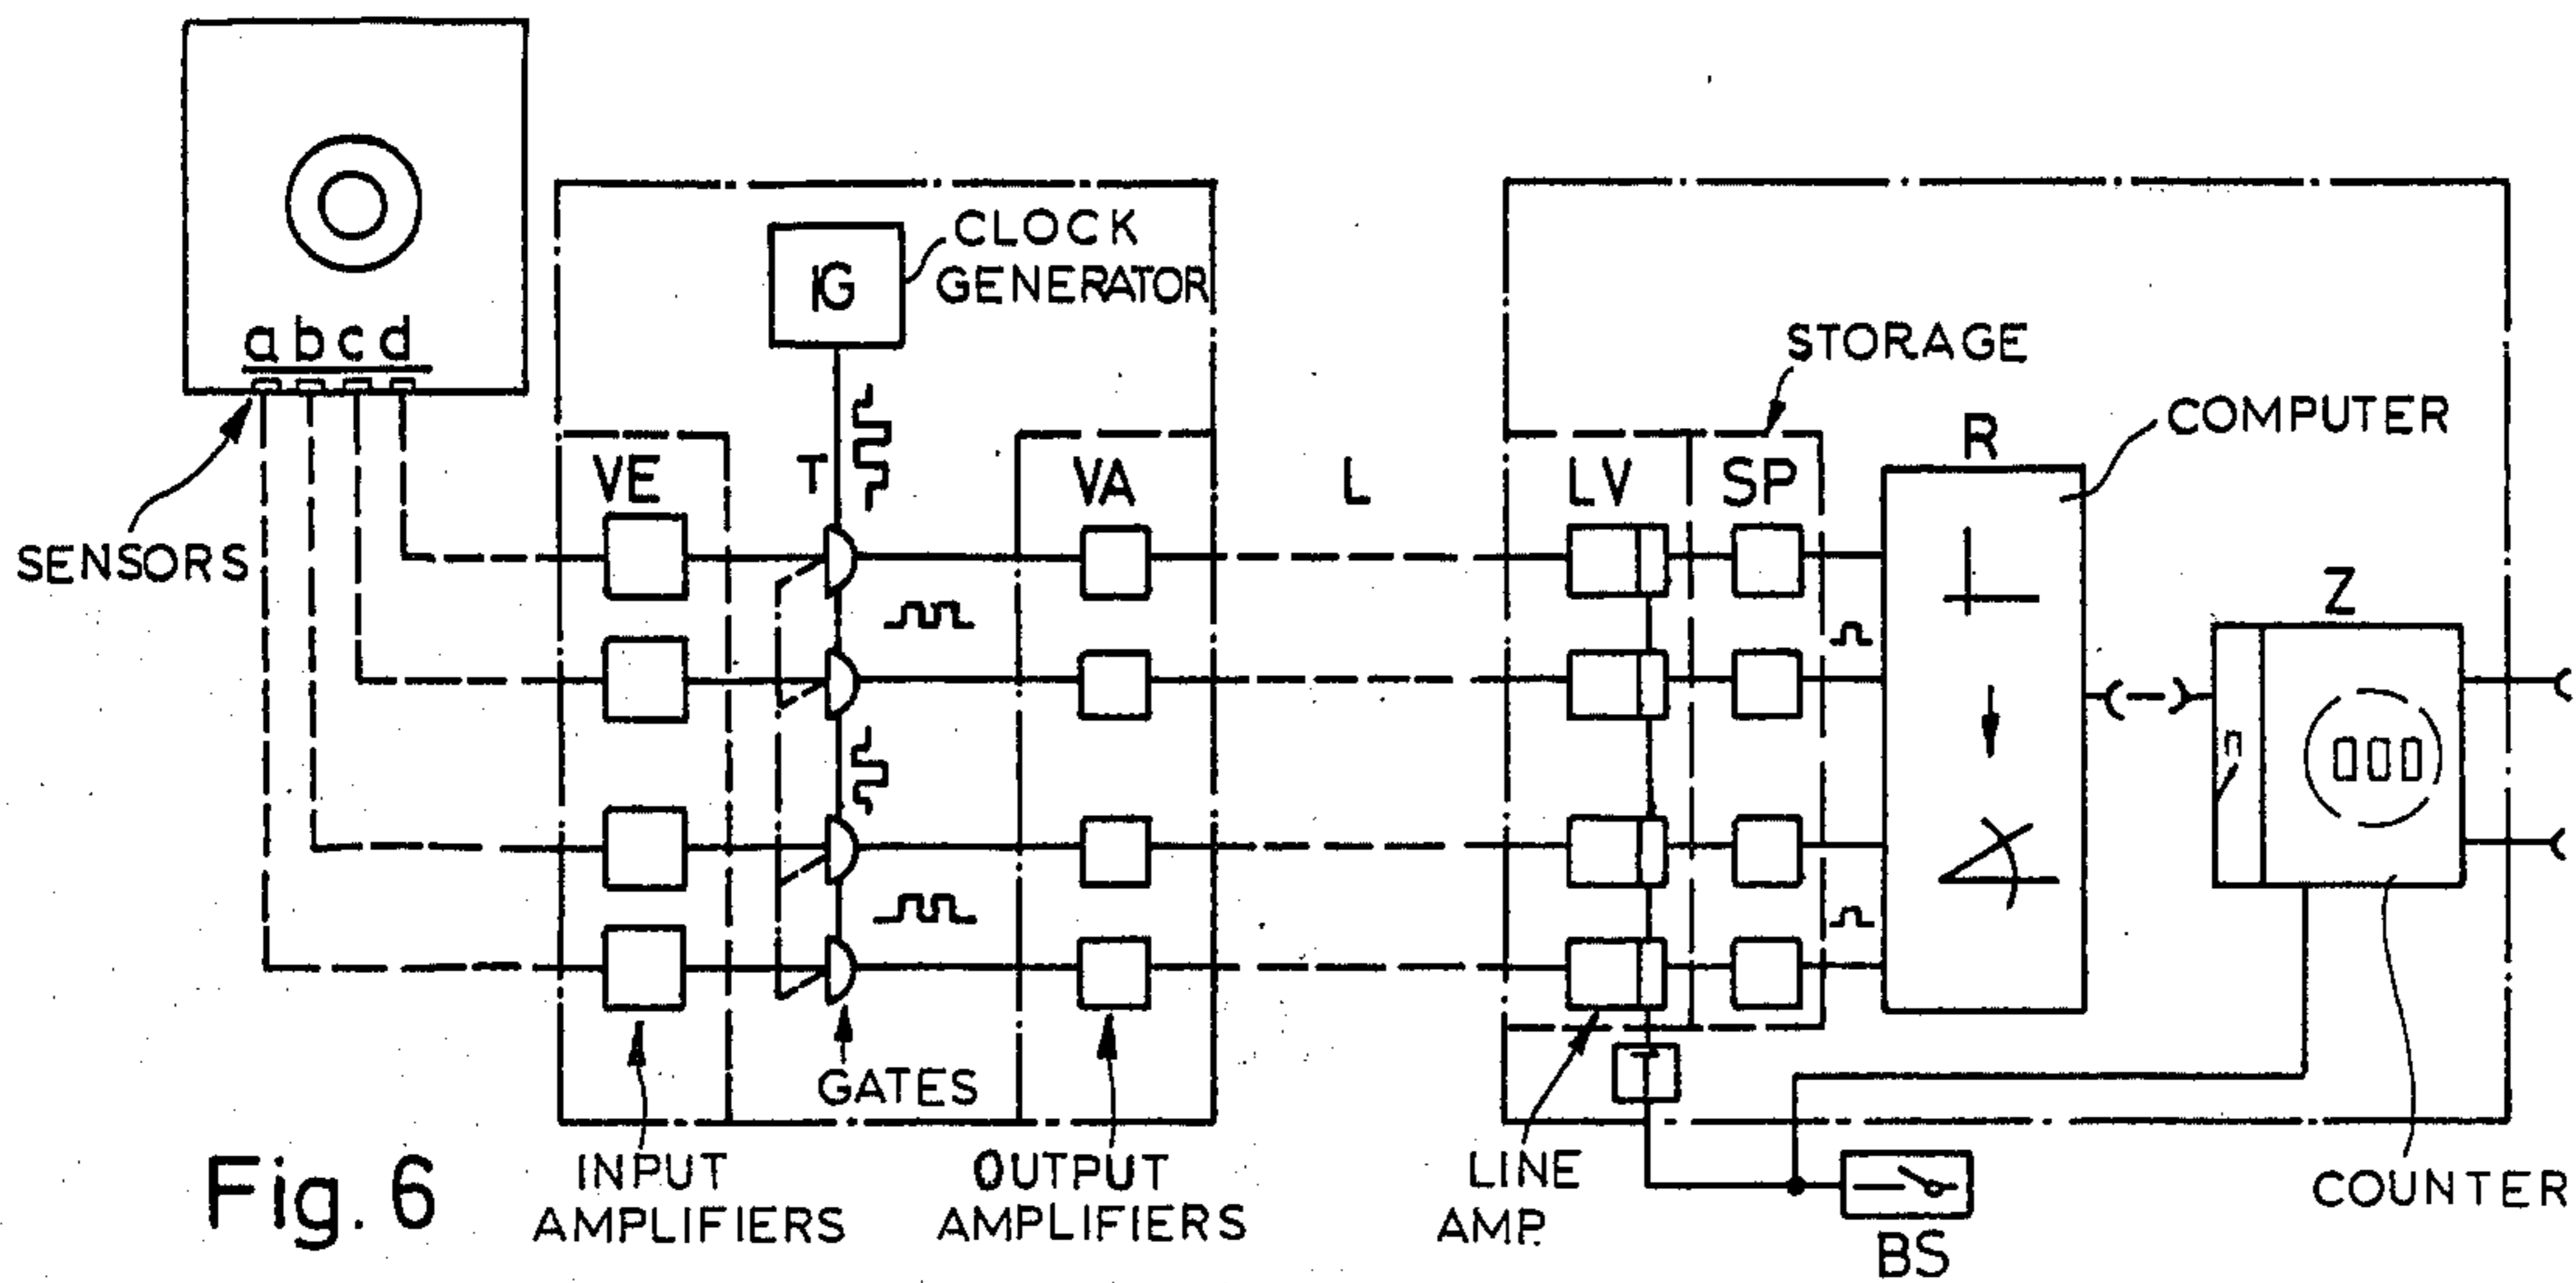 CLOCK
GENERATOR
IG
a b c d
STORAGE
COMPUTER
R
VE
T
VA
L
LV
SP
SENSORS
Z
000
GATES
T
INPUT
AMPLIFIERS
OUTPUT
AMPLIFIERS
LINE
AMP.
COUNTER
BS
Fig. 6